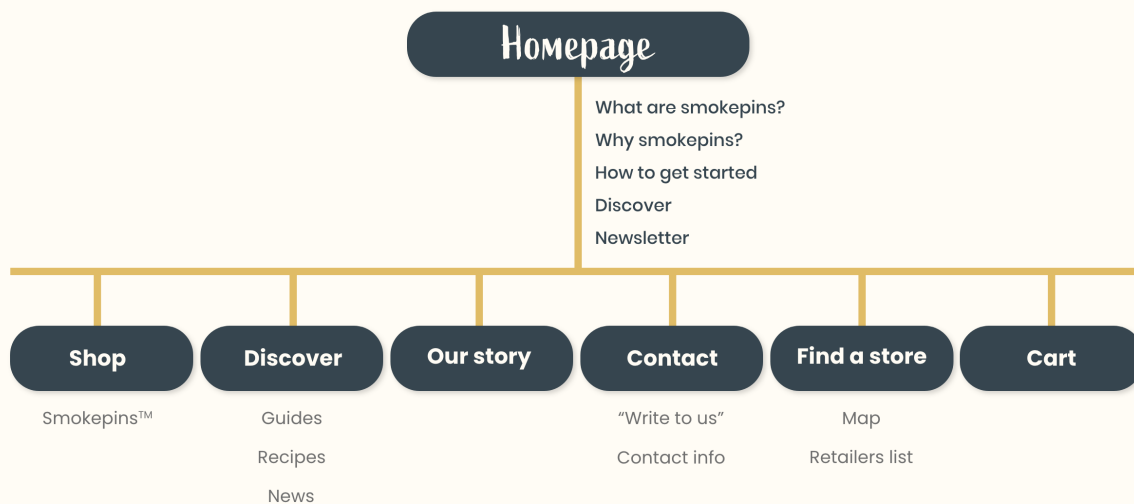 Homepage
What are smokepins?
Why smokepins?
How to get started
Discover
Newsletter
Shop
Discover
Our story
Contact
Find a store
Cart
Smokepins™
Guides
“Write to us”
Map
Recipes
Contact info
Retailers list
News